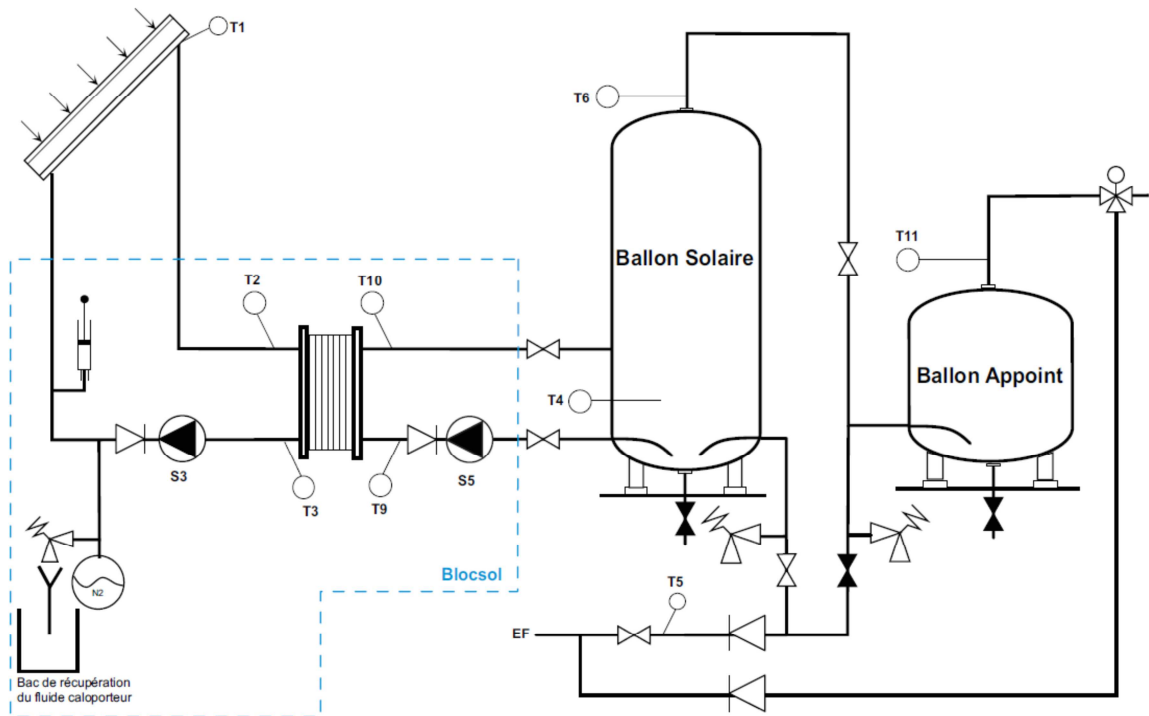 T1
T6
Ballon Solaire
T11
T2
T10
Ballon Appoint
T4
S3
S5
T3
T9
Blocsol
T5
N2
EF
Bac de récupération
du fluide caloporteur